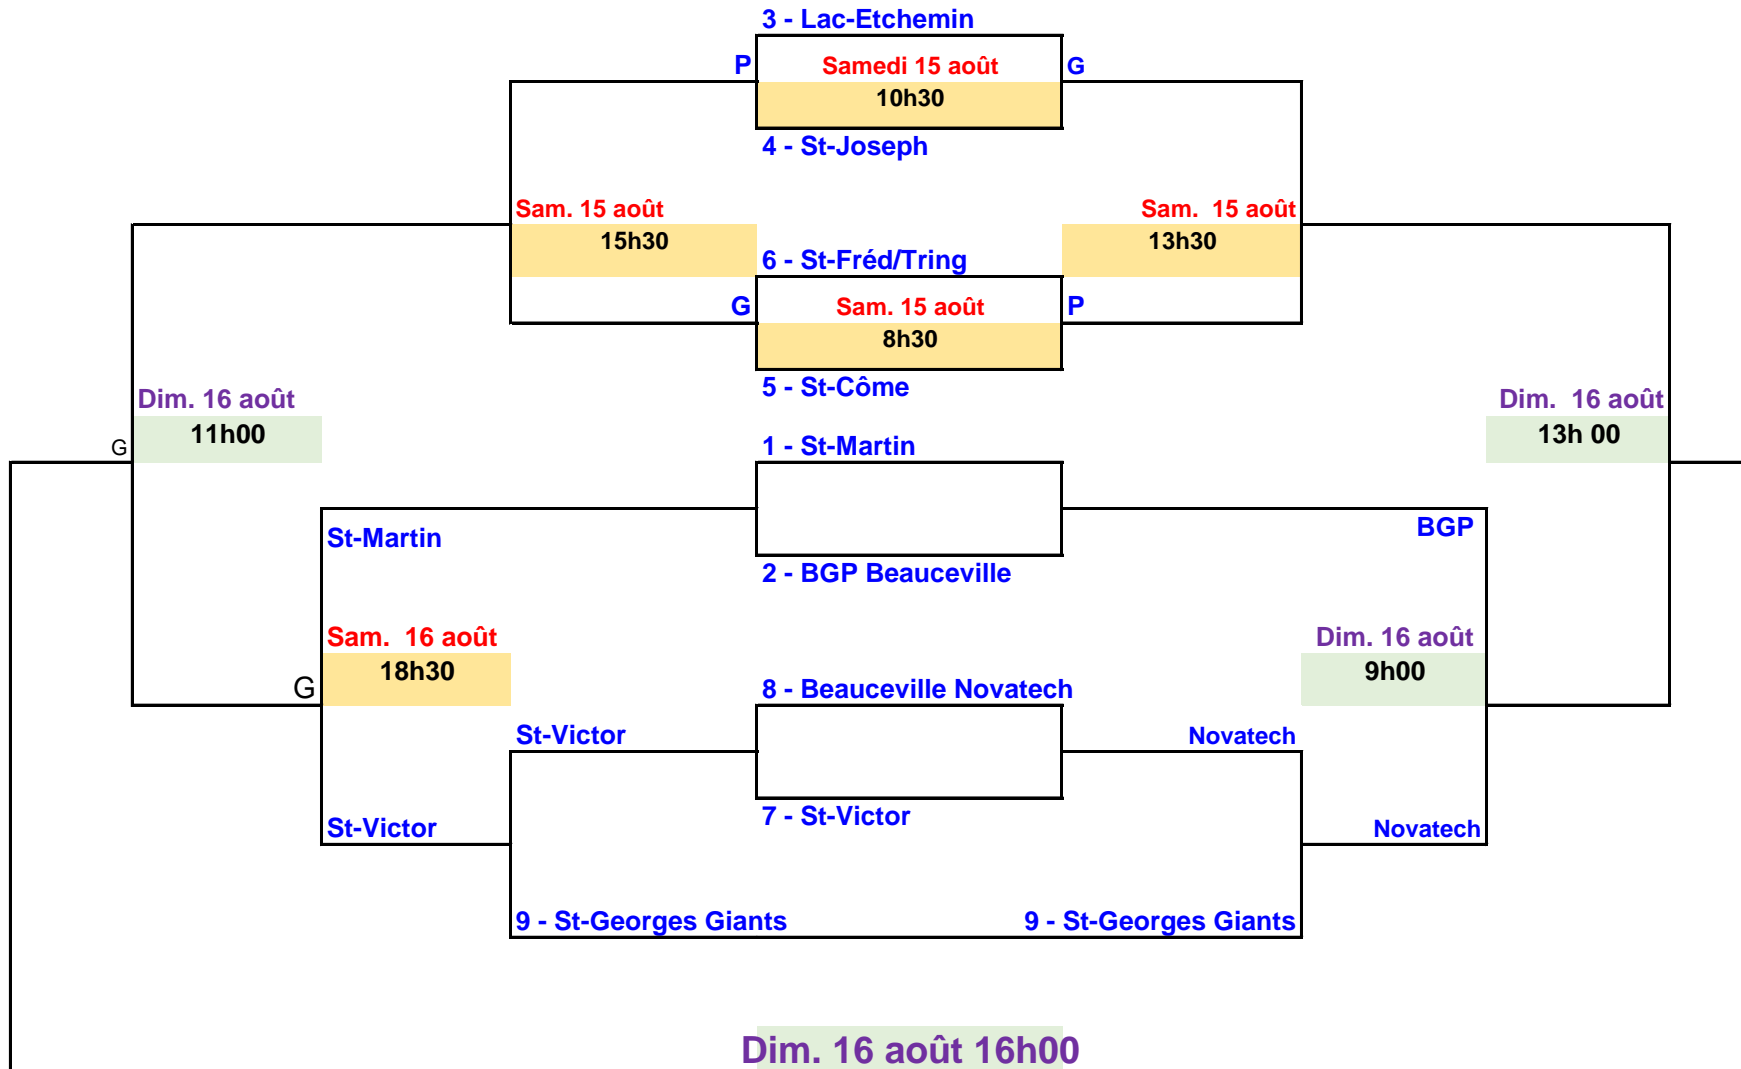 3 - Lac-Etchemin
P Samedi 15 août G
10h30
4 - St-Joseph
Sam. 15 août Sam. 15 août
15h30 13h30
6 - St-Fréd/Tring
G Sam. 15 août P
8h30
5 - St-Côme
Dim. 16 août Dim. 16 août
G 11h00 13h 00
1 - St-Martin
St-Martin BGP
2 - BGP Beauceville
Sam. 16 août Dim. 16 août
G 18h30 9h00
8 - Beauceville Novatech
St-Victor Novatech
7 - St-Victor
St-Victor Novatech
9 - St-Georges Giants 9 - St-Georges Giants
Dim. 16 août 16h00